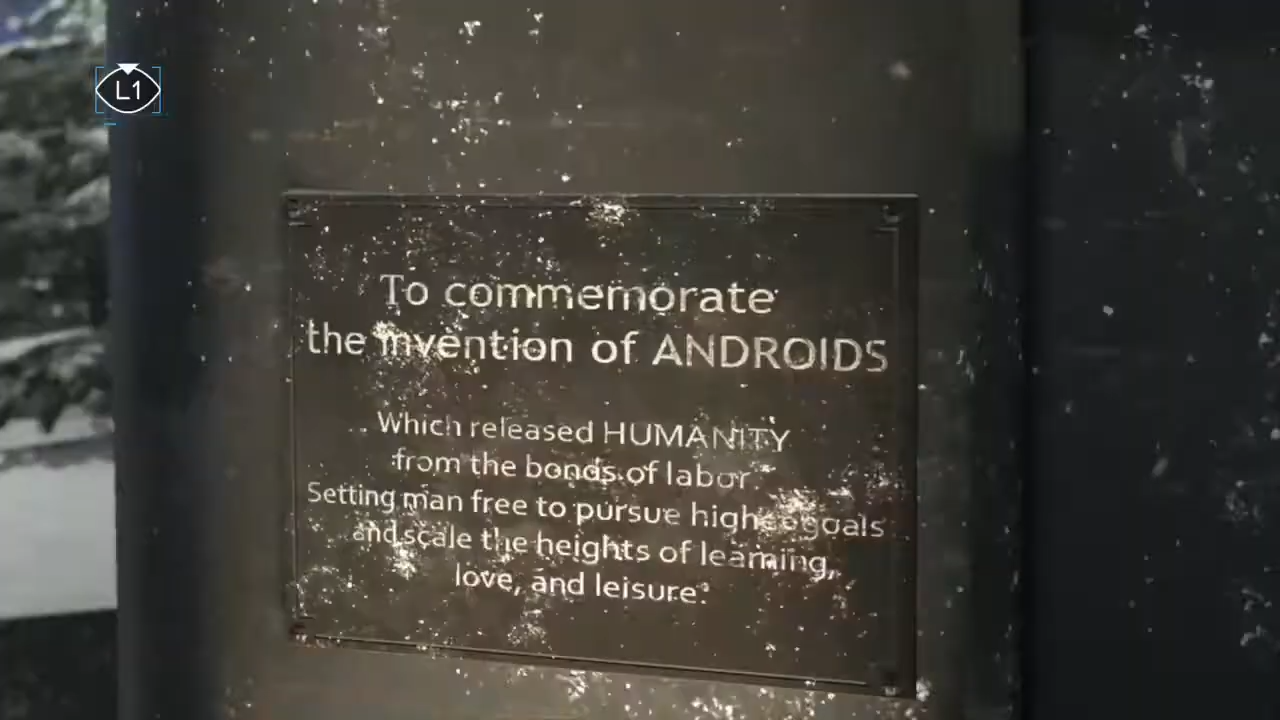 L1
To commemorate
the invention of ANDROIDS
Which released HUMANITY
from the bonds of labor.
Setting man free to pursue higher goals
and scale the heights of learning,
love, and leisure.